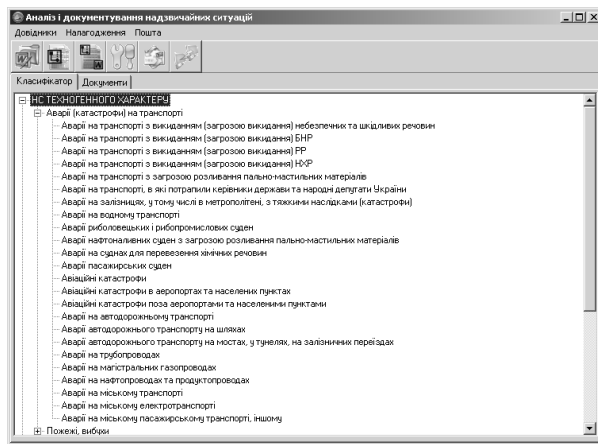 Аналіз і документування надзвичайних ситуацій
Довідники Налагодження Пошта
Класифікатор Документи
НС ТЕХНОГЕННОГО ХАРАКТЕРУ
Аварії (катастрофи) на транспорті
Аварії на транспорті з викиданням (загрозою викидання) небезпечних та шкідливих речовин
Аварії на транспорті з викиданням (загрозою викидання) БНР
Аварії на транспорті з викиданням (загрозою викидання) РР
Аварії на транспорті з викиданням (загрозою викидання) НХР
Аварії на транспорті з загрозою розливання пально-мастильних матеріалів
Аварії на транспорті, в які потрапили керівники держави та народні депутати України
Аварії на залізницях, у тому числі в метрополітені, з тяжкими наслідками (катастрофи)
Аварії на водному транспорті
Аварії риболовецьких і рибопромислових суден
Аварії нафтоналивних суден з загрозою розливання пально-мастильних матеріалів
Аварії на суднах для перевезення хімічних речовин
Аварії пасажирських суден
Авіаційні катастрофи
Авіаційні катастрофи в аеропортах та населених пунктах
Авіаційні катастрофи поза аеропортами та населеними пунктами
Аварії на автодорожньому транспорті
Аварії автодорожнього транспорту на шляхах
Аварії автодорожнього транспорту на мостах, у тунелях, на залізничних переїздах
Аварії на трубопроводах
Аварії на магістральних газопроводах
Аварії на нафтопроводах та продуктопроводах
Аварії на міському транспорті
Аварії на міському електротранспорті
Аварії на міському пасажирському транспорті, іншому
Пожежі, вибухи